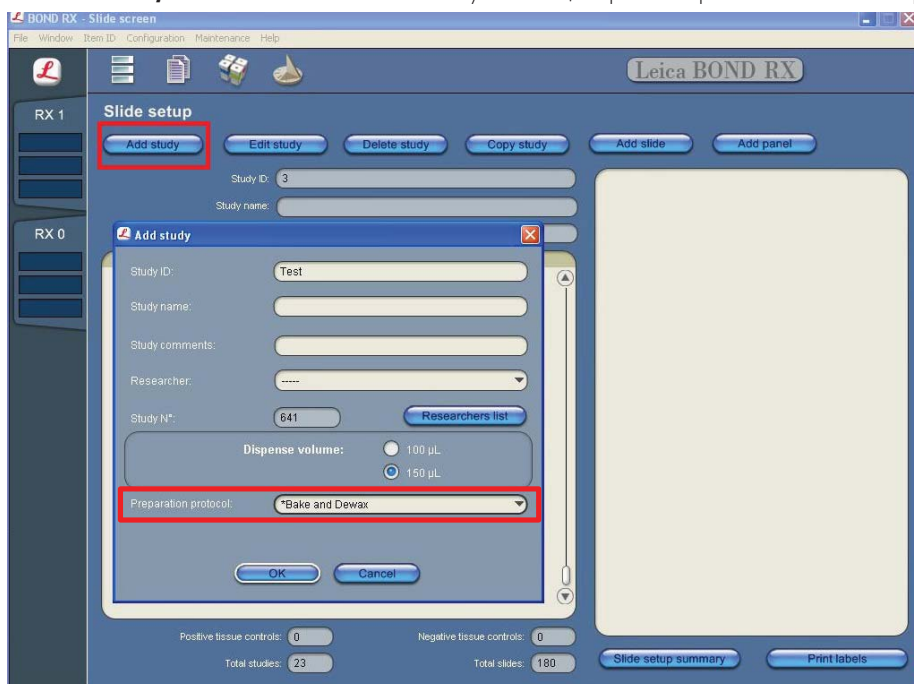 BOND RX - Slide screen
File Window Item ID Configuration Maintenance Help
Leica BOND RX
RX 1
Slide setup
Add study Edit study Delete study Copy study Add slide Add panel
Study ID: 3
Study name:
RX 0
Add study
Study ID: Test
Study name:
Study comments:
Researcher: -----
Study N°: 641 Researchers list
Dispense volume: 100 µL
150 µL
Preparation protocol: *Bake and Dewax
OK Cancel
Positive tissue controls: 0 Negative tissue controls: 0
Total studies: 23 Total slides: 180
Slide setup summary Print labels